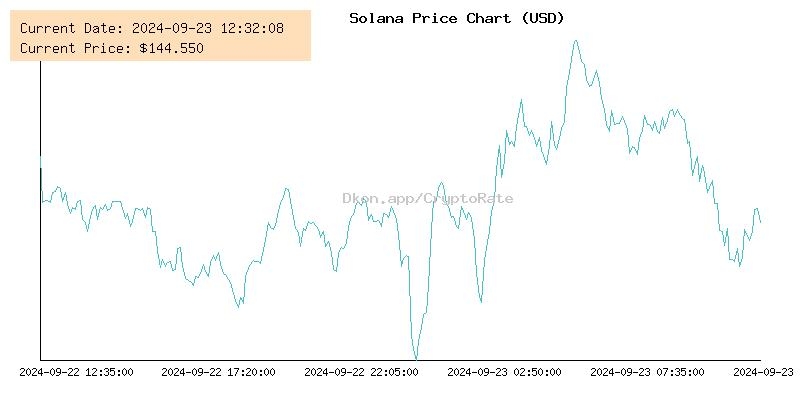 Solana Price Chart (USD)
Current Date: 2024-09-23 12:32:08
Current Price: $144.550
Dkon.app/CryptoRate
2024-09-22 12:35:00 2024-09-22 17:20:00 2024-09-22 22:05:00 2024-09-23 02:50:00 2024-09-23 07:35:00 2024-09-23